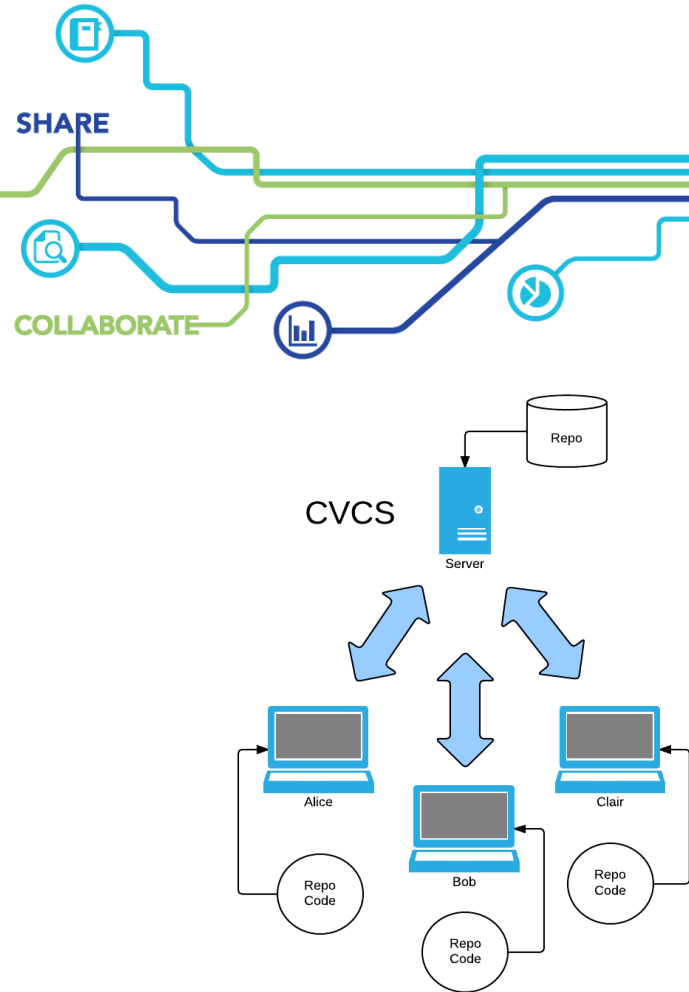 SHARE
COLLABORATE
Repo
CVCS
Server
Alice
Clair
Bob
Repo
Code
Repo
Code
Repo
Code